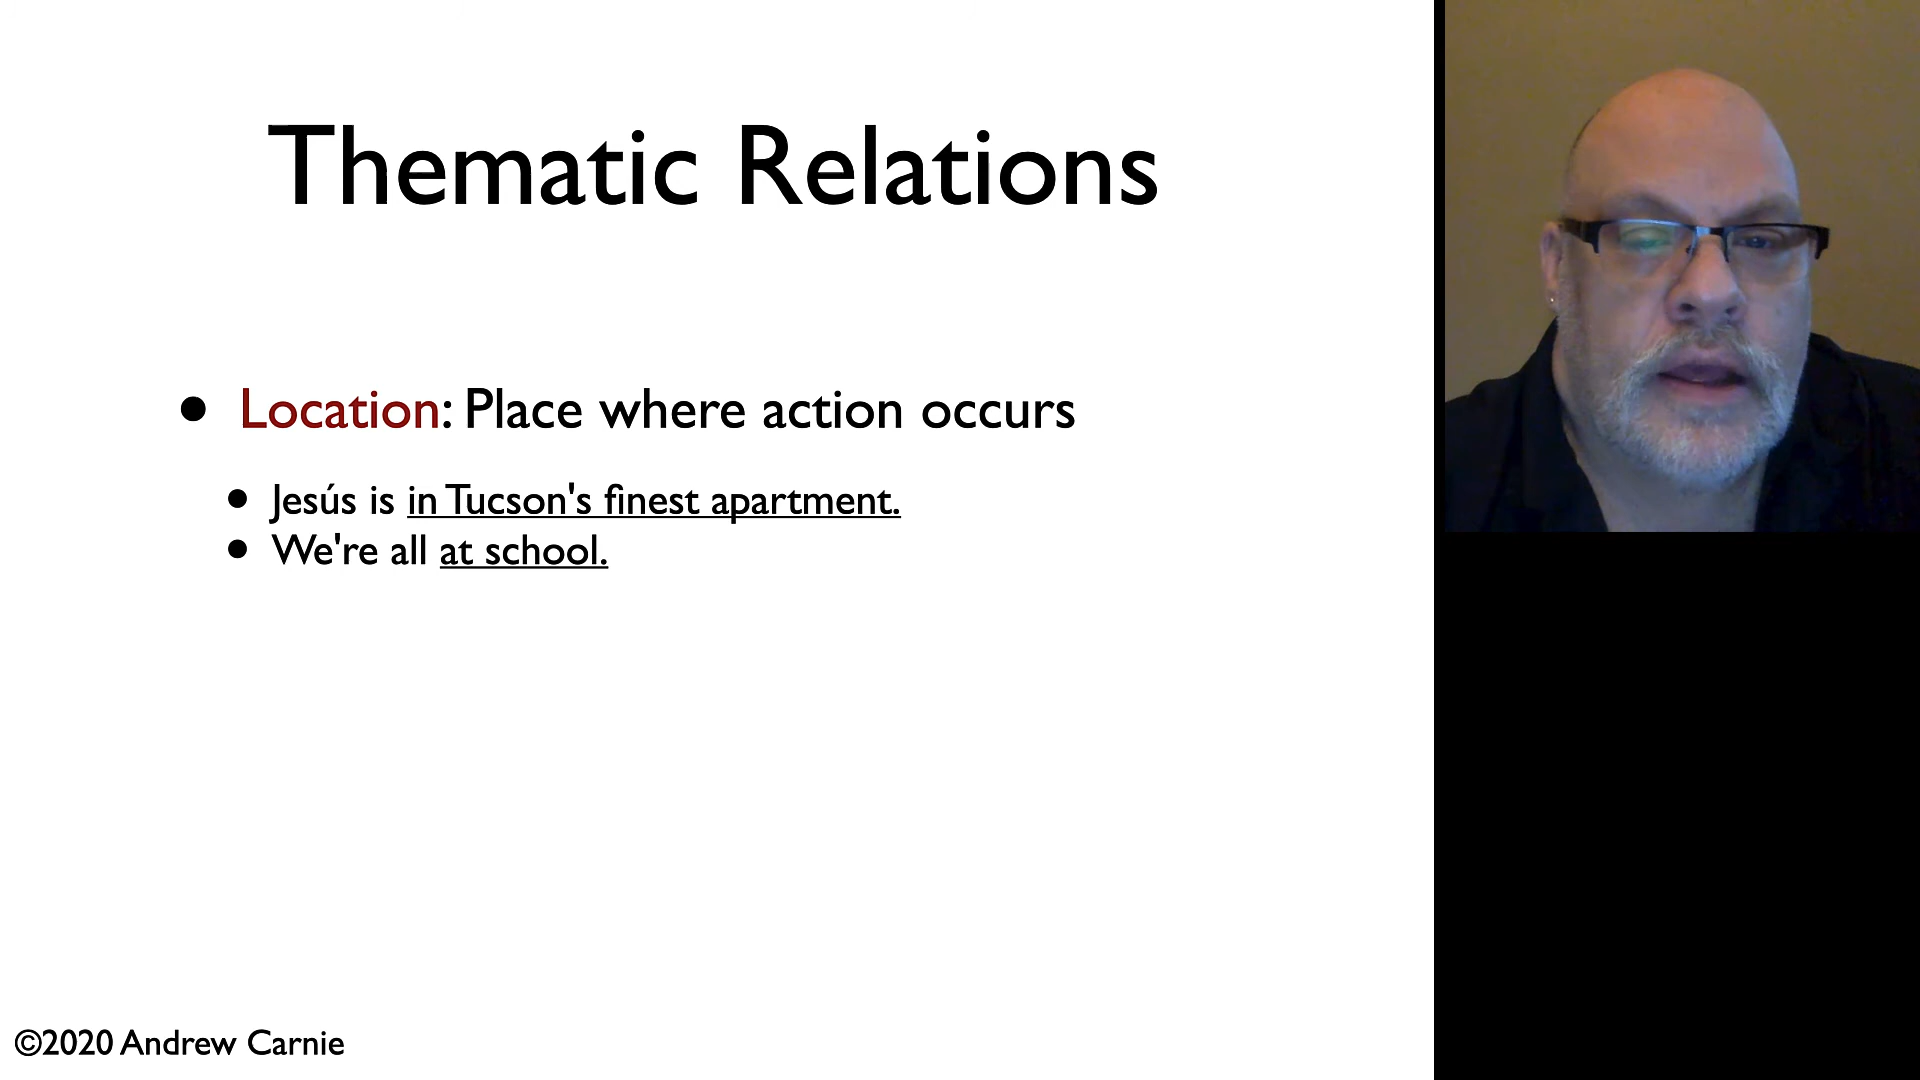 Thematic Relations
• Location: Place where action occurs
• Jesús is in Tucson's finest apartment.
• We're all at school.
©2020 Andrew Carnie